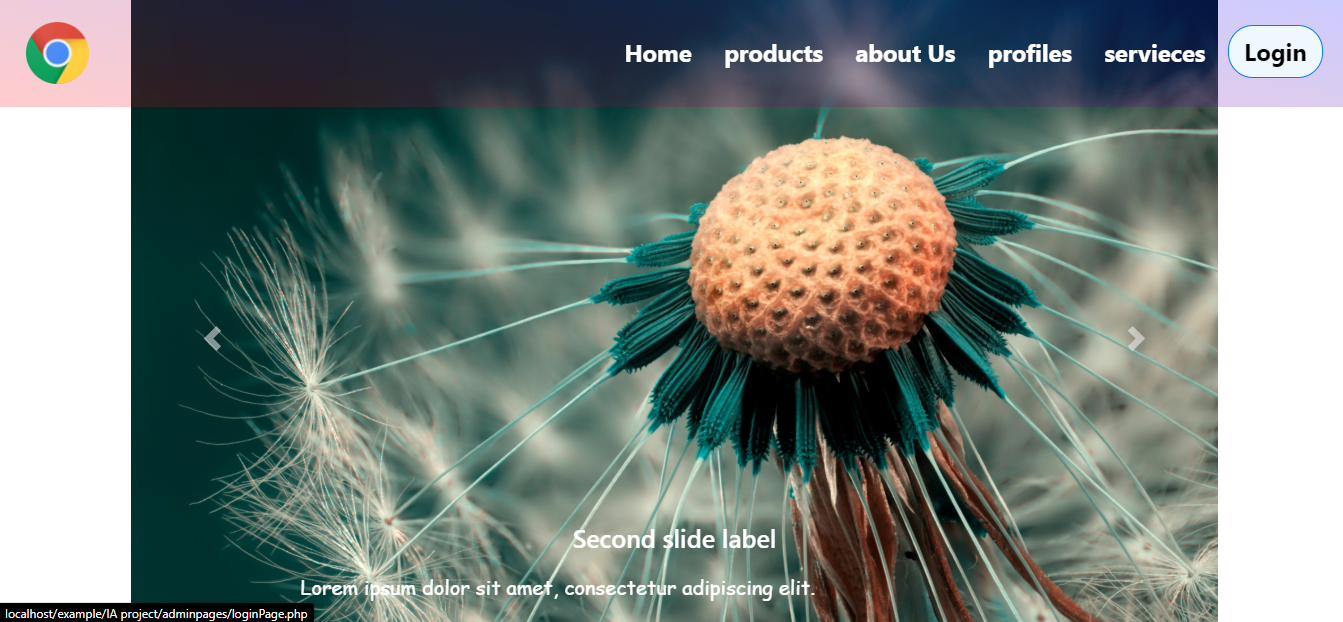 Home products about Us profiles servieces Login
Second slide label
Lorem ipsum dolor sit amet, consectetur adipiscing elit.
localhost/example/IA project/adminpages/loginPage.php